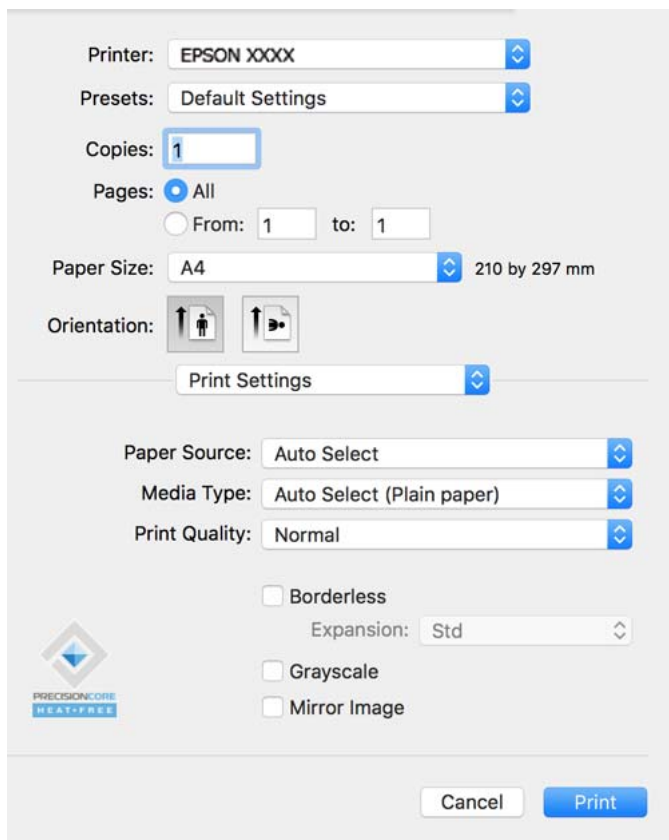 Printer: EPSON XXXX
Presets: Default Settings
Copies: 1
Pages: All
From: 1 to: 1
Paper Size: A4 210 by 297 mm
Orientation:
Print Settings
Paper Source: Auto Select
Media Type: Auto Select (Plain paper)
Print Quality: Normal
Borderless
Expansion: Std
Grayscale
Mirror Image
PRECISIONCORE
HEAT•FREE
Cancel Print